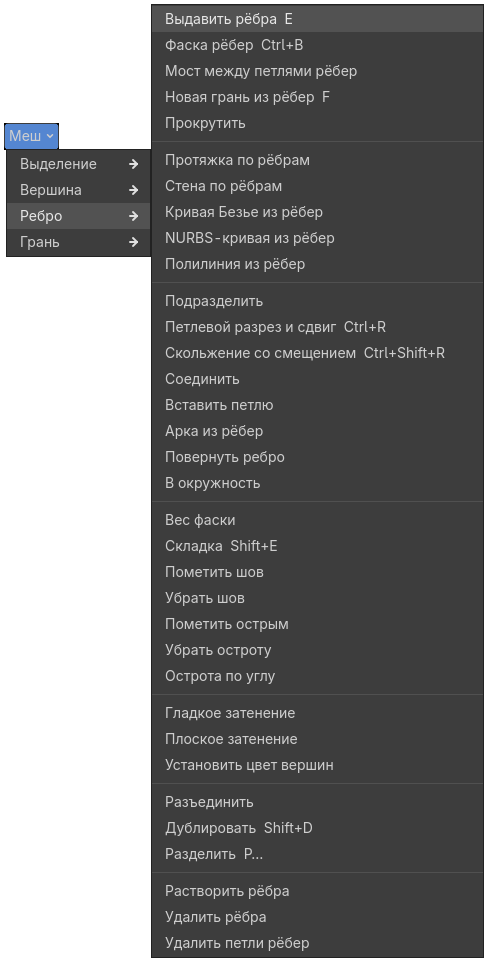 Меш
Выделение
Вершина
Ребро
Грань
Выдавить рёбра E
Фаска рёбер Ctrl+B
Мост между петлями рёбер
Новая грань из рёбер F
Прокрутить
Протяжка по рёбрам
Стена по рёбрам
Кривая Безье из рёбер
NURBS-кривая из рёбер
Полилиния из рёбер
Подразделить
Петлевой разрез и сдвиг Ctrl+R
Скольжение со смещением Ctrl+Shift+R
Соединить
Вставить петлю
Арка из рёбер
Повернуть ребро
В окружность
Вес фаски
Складка Shift+E
Пометить шов
Убрать шов
Пометить острым
Убрать остроту
Острота по углу
Гладкое затенение
Плоское затенение
Установить цвет вершин
Разъединить
Дублировать Shift+D
Разделить P...
Растворить рёбра
Удалить рёбра
Удалить петли рёбер